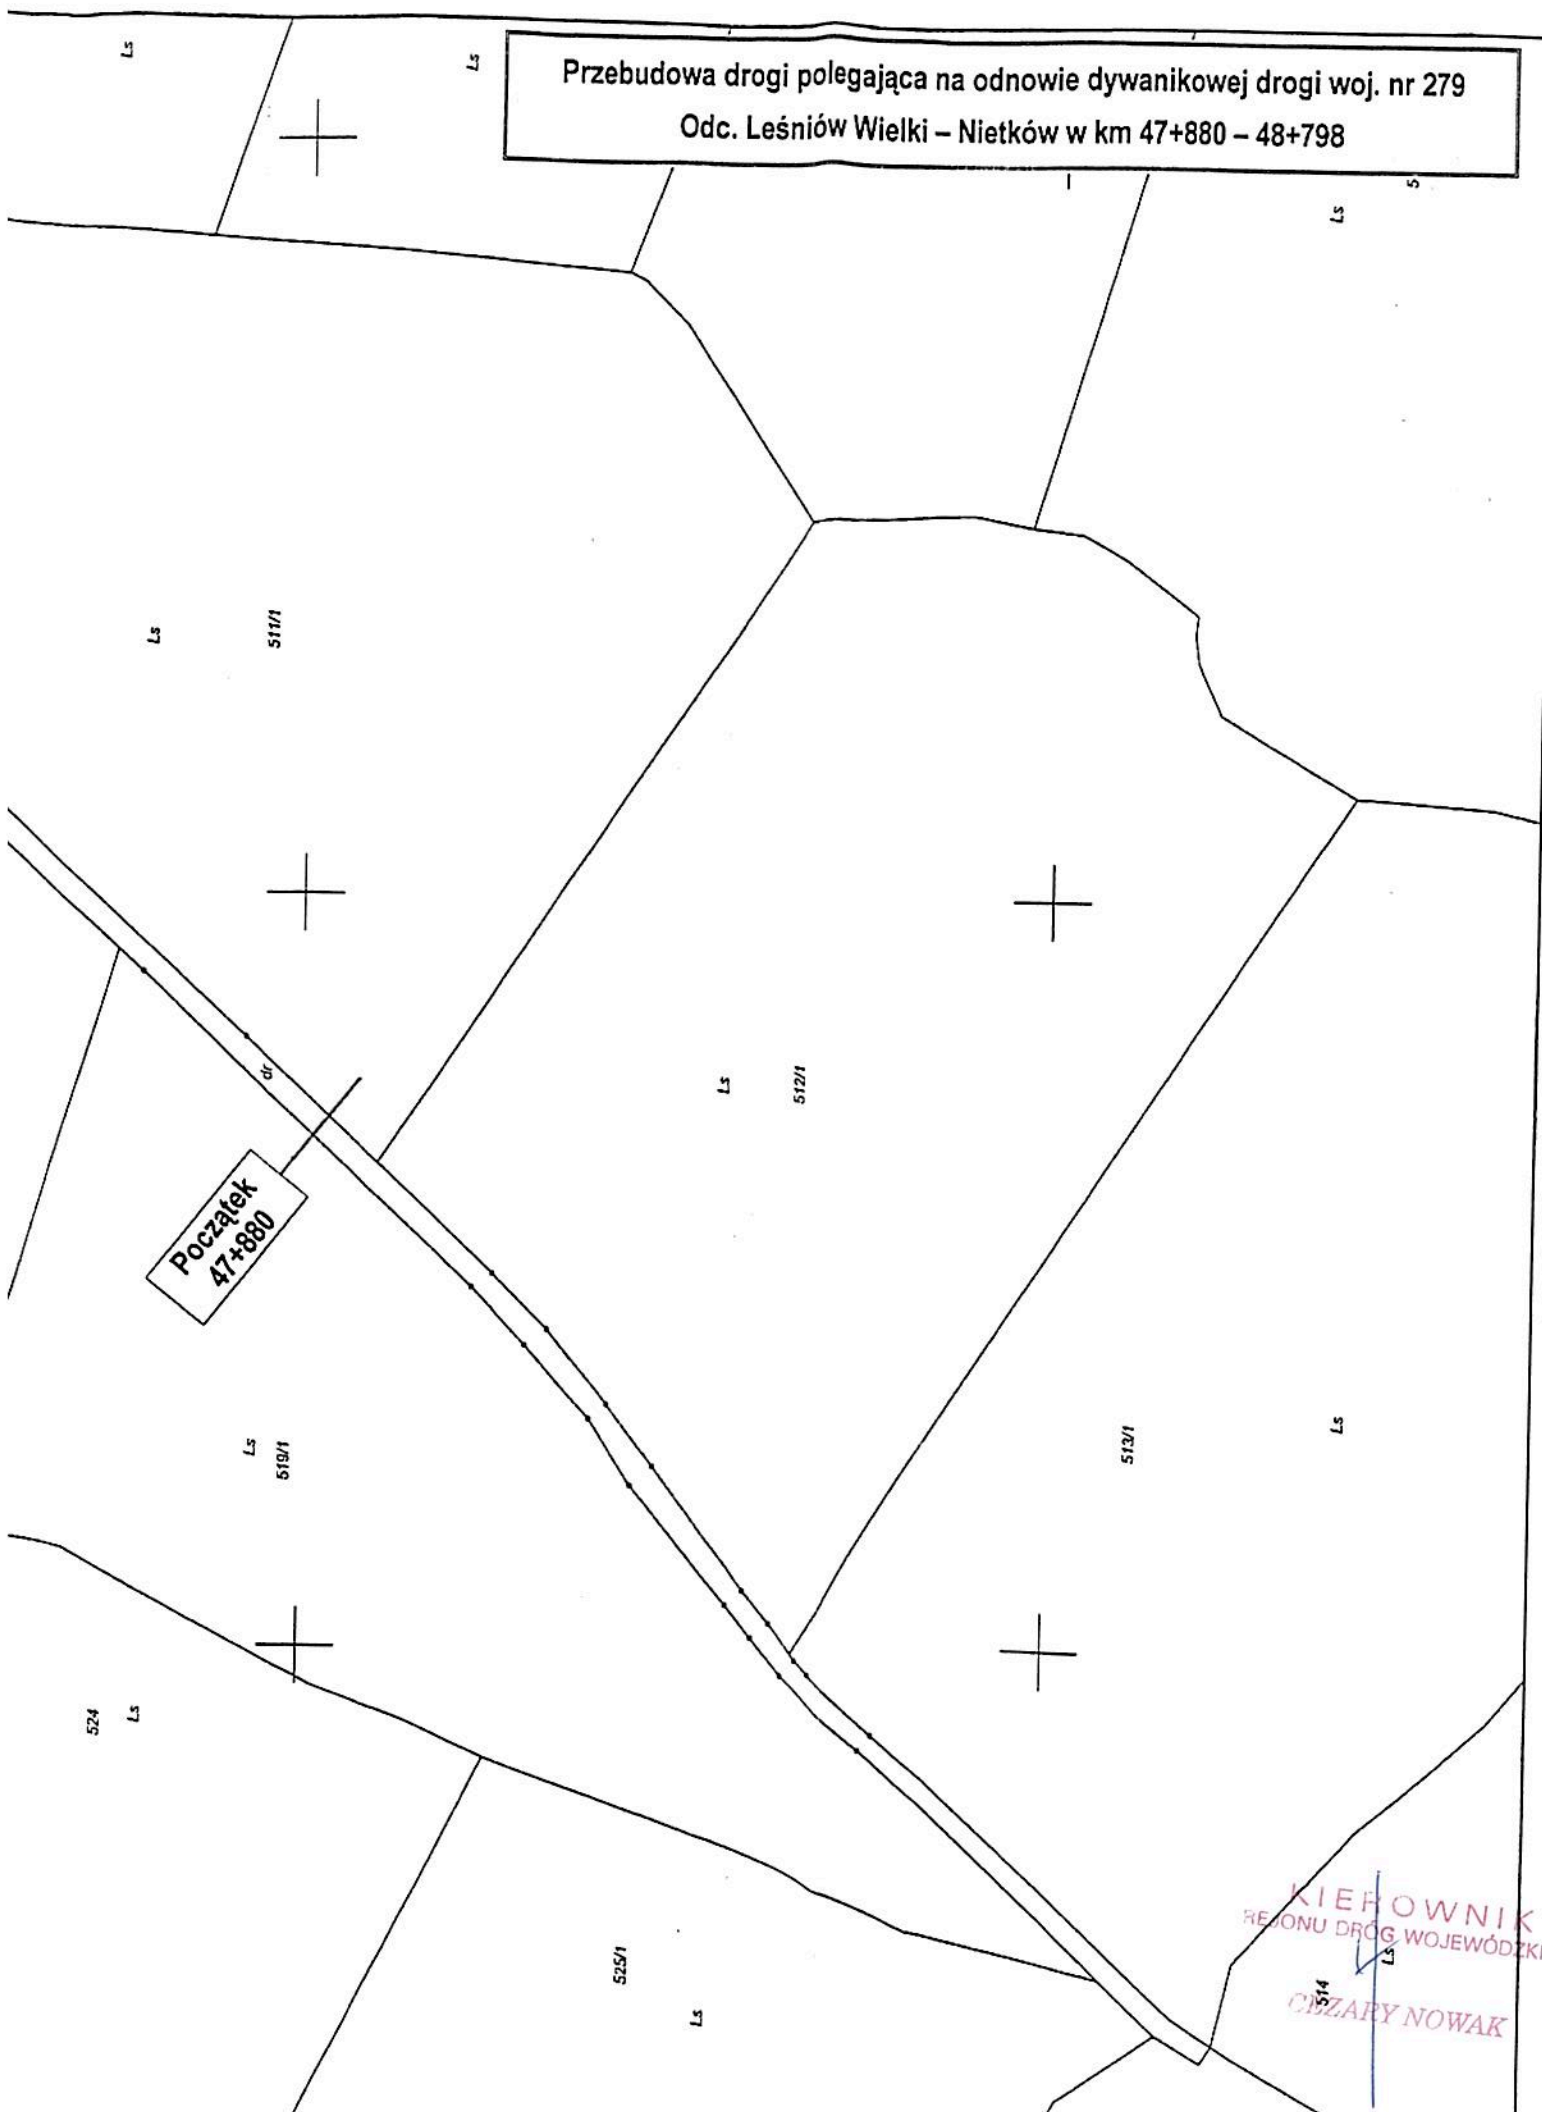 Ls
Ls
Przebudowa drogi polegająca na odnowie dywanikowej drogi woj. nr 279
Odc. Leśniów Wielki – Nietków w km 47+880 – 48+798
5
Ls
Ls
511/1
dr
Ls
512/1
Początek
47+880
Ls
519/1
513/1
Ls
524
Ls
525/1
Ls
KIEROWNIK
REJONU DRÓG WOJEWÓDZKI
Ls
514
CEZARY NOWAK